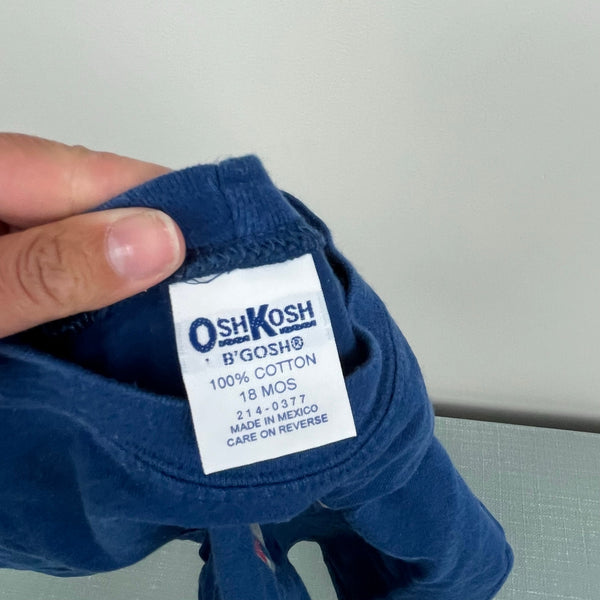 OSHKOSH
B'GOSH®
100% COTTON
18 MOS
214-0377
MADE IN MEXICO
CARE ON REVERSE